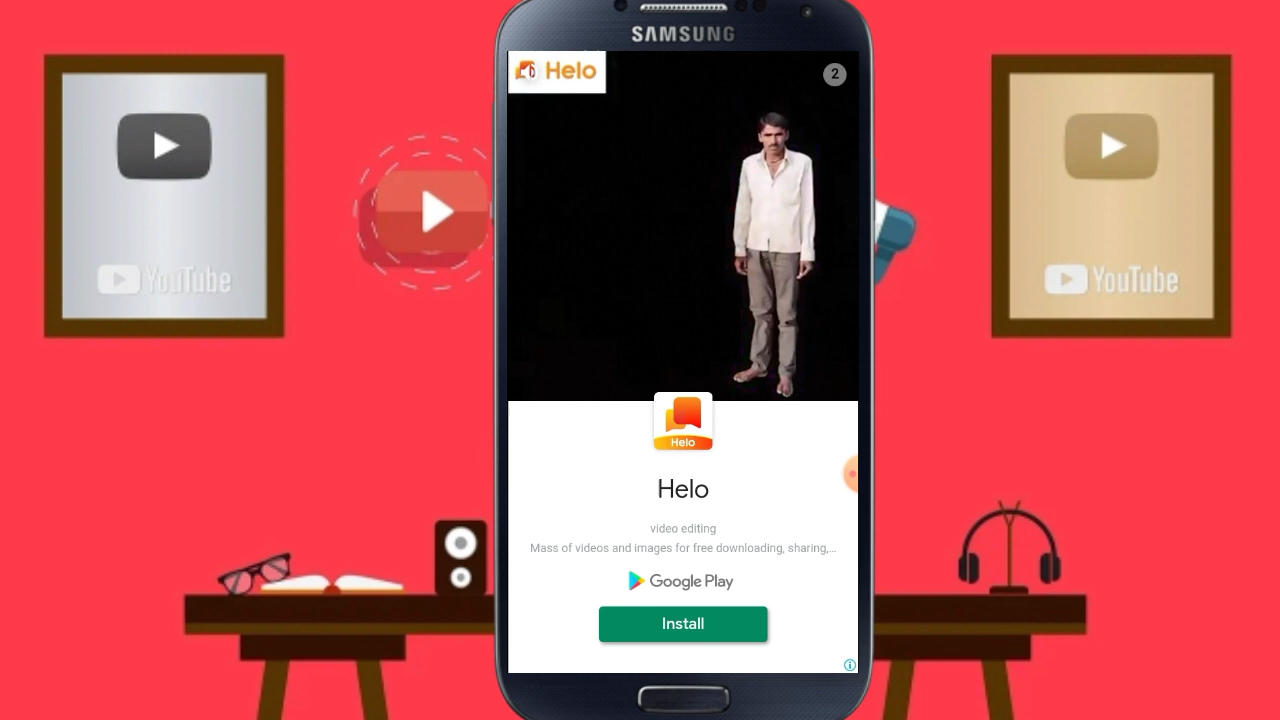 SAMSUNG
Helo
2
YouTube
YouTube
Helo
Helo
video editing
Mass of videos and images for free downloading, sharing,...
Google Play
Install